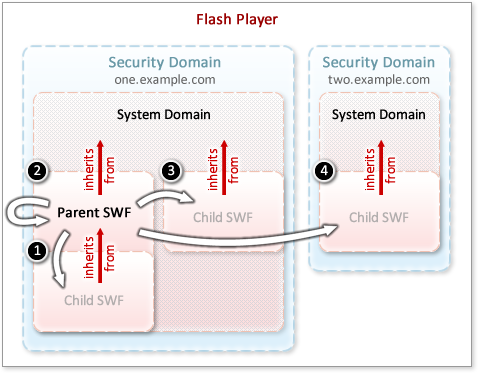 Flash Player
Security Domain
one.example.com
Security Domain
two.example.com
System Domain
System Domain
inherits from
inherits from
inherits from
2
3
4
Parent SWF
Child SWF
Child SWF
1
inherits from
Child SWF